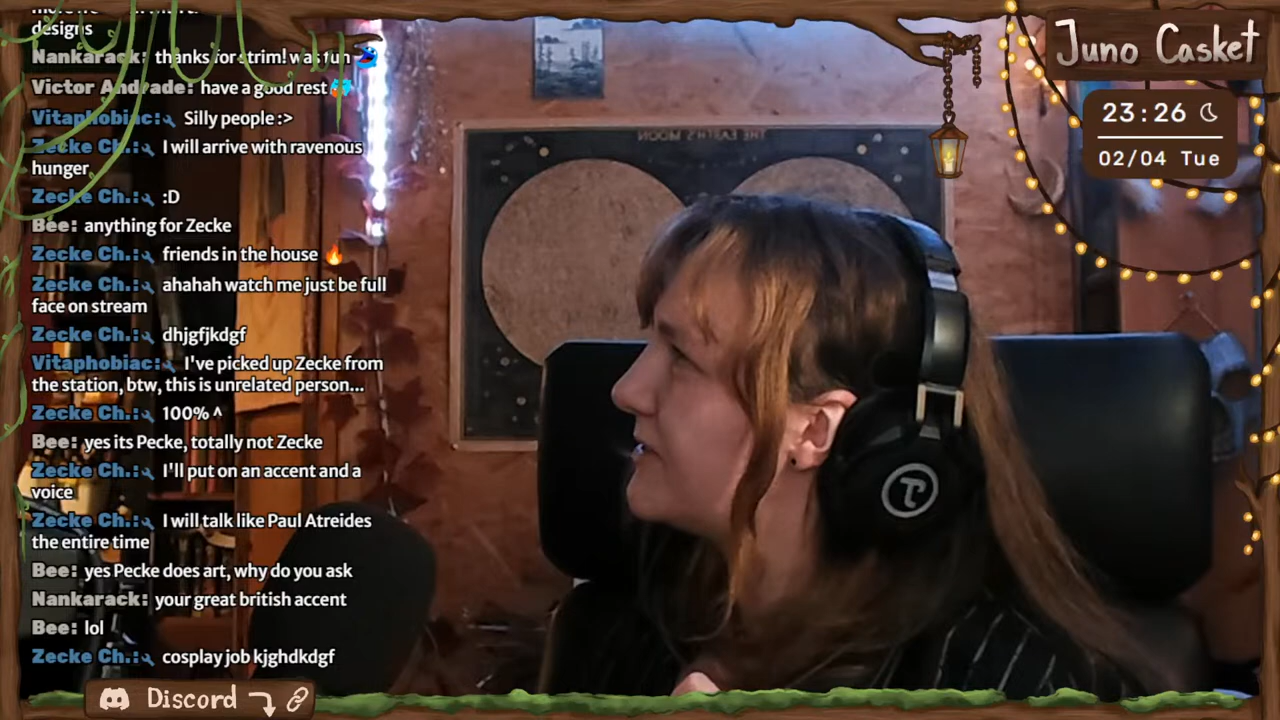 designs
Nankarack: thanks for strim! was fun
Victor Andrade: have a good rest
Vitaphobiac: Silly people :>
Zecke Ch.: I will arrive with ravenous
hunger
Zecke Ch.: :D
Bee: anything for Zecke
Zecke Ch.: friends in the house
Zecke Ch.: ahahah watch me just be full
face on stream
Zecke Ch.: dhjgfjkdgf
Vitaphobiac: I've picked up Zecke from
the station, btw, this is unrelated person...
Zecke Ch.: 100% ^
Bee: yes its Pecke, totally not Zecke
Zecke Ch.: I'll put on an accent and a
voice
Zecke Ch.: I will talk like Paul Atreides
the entire time
Bee: yes Pecke does art, why do you ask
Nankarack: your great british accent
Bee: lol
Zecke Ch.: cosplay job kjghdkdgf
Discord
THE EARTH'S MOON
Juno Casket
23:26
02/04 Tue